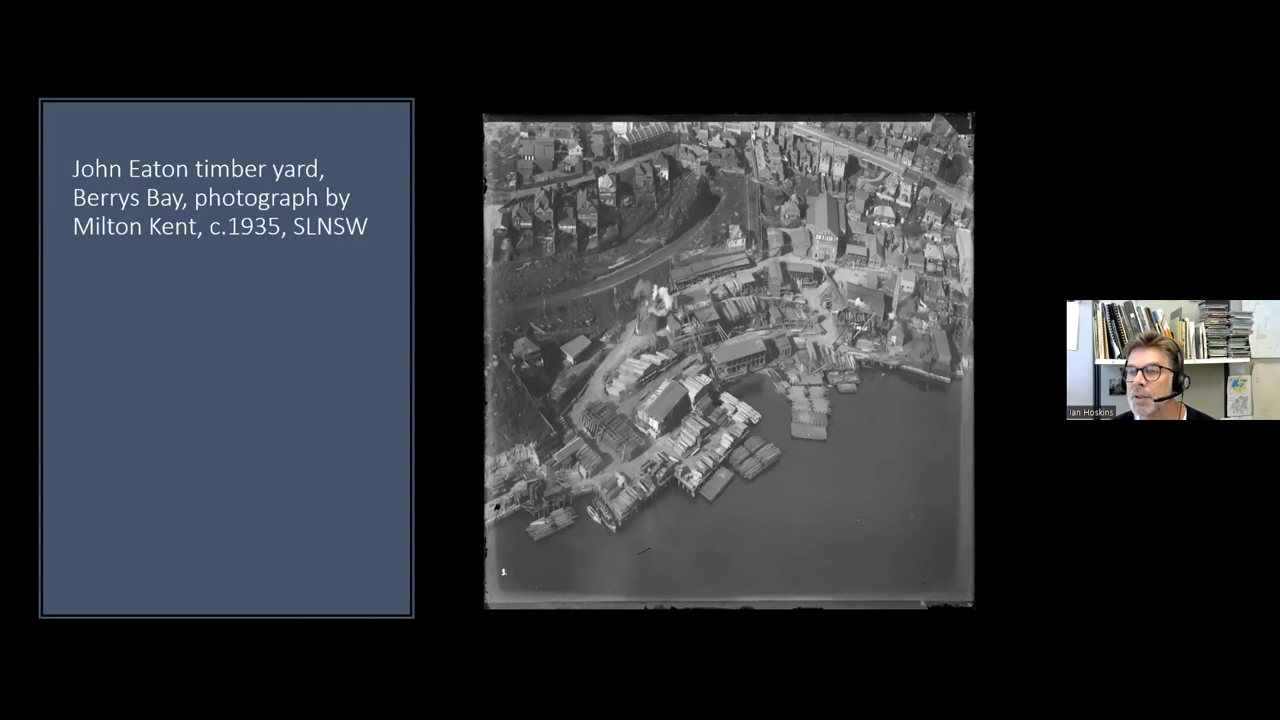 John Eaton timber yard,
Berrys Bay, photograph by
Milton Kent, c.1935, SLNSW
Ian Hoskins